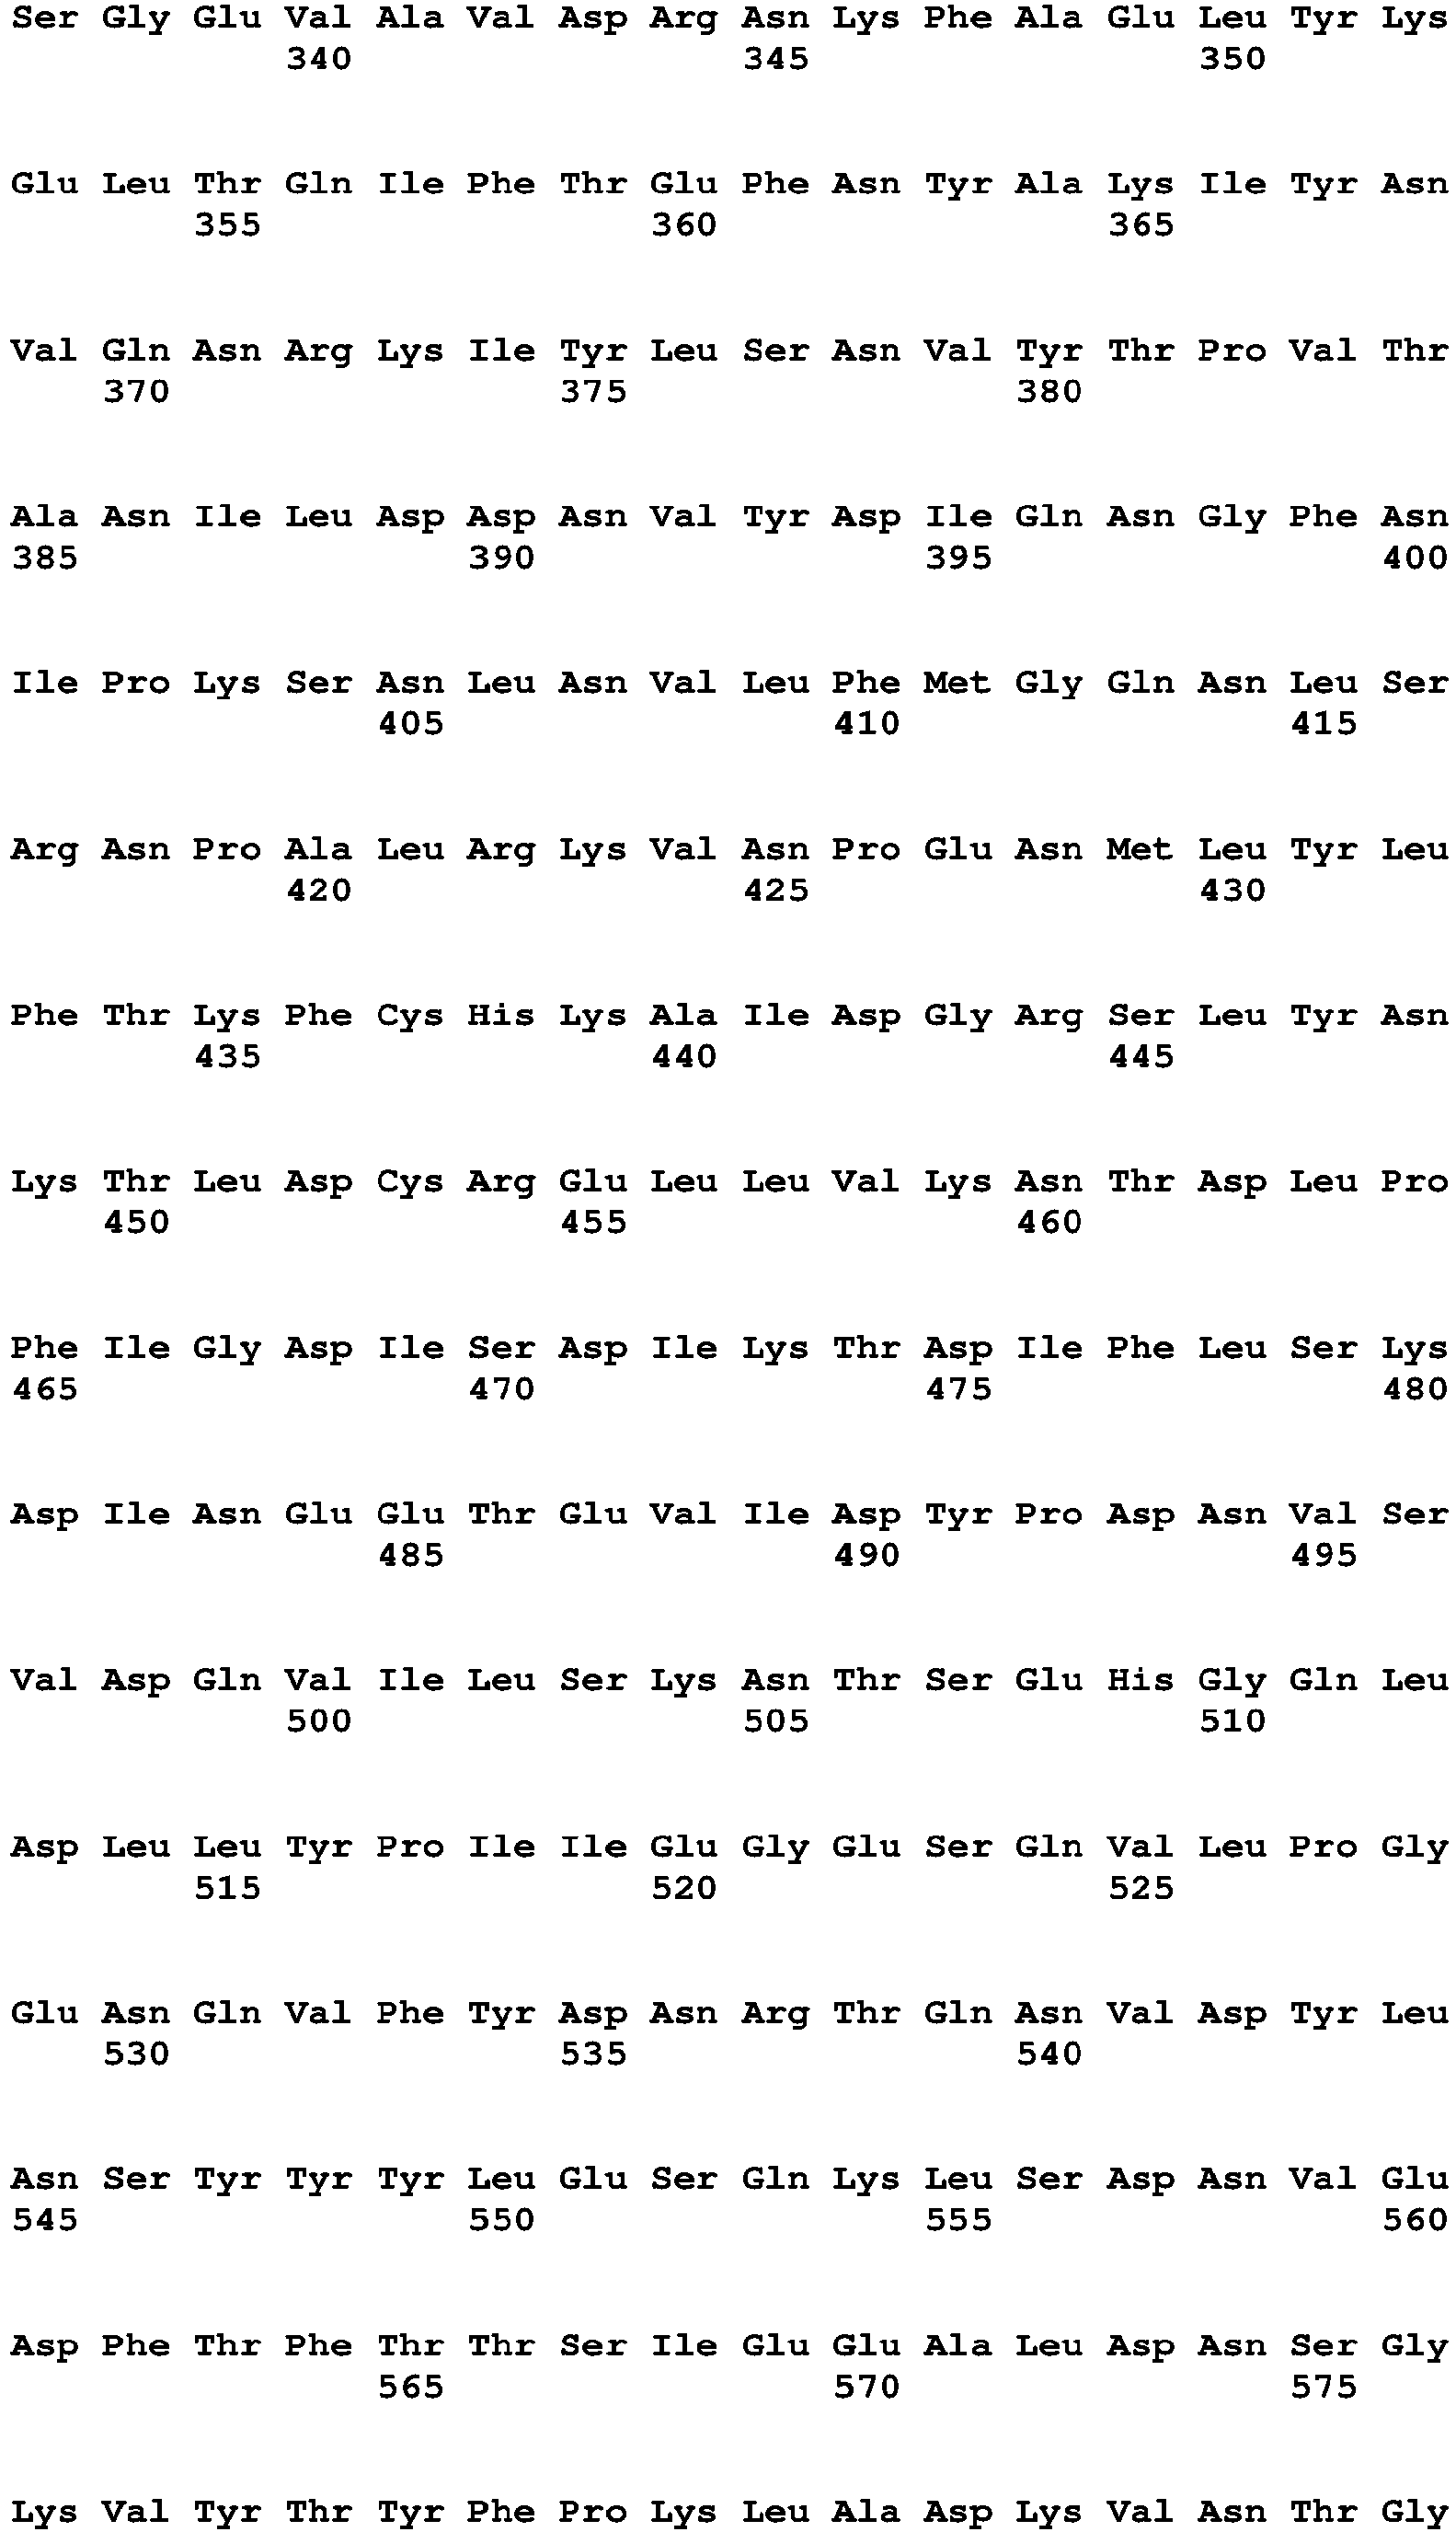 Ser Gly Glu Val Ala Val Asp Arg Asn Lys Phe Ala Glu Leu Tyr Lys
340 345 350
Glu Leu Thr Gln Ile Phe Thr Glu Phe Asn Tyr Ala Lys Ile Tyr Asn
355 360 365
Val Gln Asn Arg Lys Ile Tyr Leu Ser Asn Val Tyr Thr Pro Val Thr
370 375 380
Ala Asn Ile Leu Asp Asp Asn Val Tyr Asp Ile Gln Asn Gly Phe Asn
385 390 395 400
Ile Pro Lys Ser Asn Leu Asn Val Leu Phe Met Gly Gln Asn Leu Ser
405 410 415
Arg Asn Pro Ala Leu Arg Lys Val Asn Pro Glu Asn Met Leu Tyr Leu
420 425 430
Phe Thr Lys Phe Cys His Lys Ala Ile Asp Gly Arg Ser Leu Tyr Asn
435 440 445
Lys Thr Leu Asp Cys Arg Glu Leu Leu Val Lys Asn Thr Asp Leu Pro
450 455 460
Phe Ile Gly Asp Ile Ser Asp Ile Lys Thr Asp Ile Phe Leu Ser Lys
465 470 475 480
Asp Ile Asn Glu Glu Thr Glu Val Ile Asp Tyr Pro Asp Asn Val Ser
485 490 495
Val Asp Gln Val Ile Leu Ser Lys Asn Thr Ser Glu His Gly Gln Leu
500 505 510
Asp Leu Leu Tyr Pro Ile Ile Glu Gly Glu Ser Gln Val Leu Pro Gly
515 520 525
Glu Asn Gln Val Phe Tyr Asp Asn Arg Thr Gln Asn Val Asp Tyr Leu
530 535 540
Asn Ser Tyr Tyr Tyr Leu Glu Ser Gln Lys Leu Ser Asp Asn Val Glu
545 550 555 560
Asp Phe Thr Phe Thr Thr Ser Ile Glu Glu Ala Leu Asp Asn Ser Gly
565 570 575
Lys Val Tyr Thr Tyr Phe Pro Lys Leu Ala Asp Lys Val Asn Thr Gly